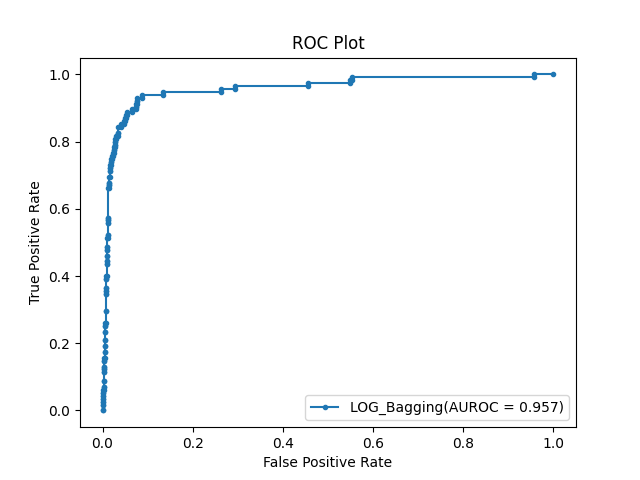 ROC Plot
True Positive Rate
1.0
0.8
0.6
0.4
0.2
0.0
LOG_Bagging(AUROC = 0.957)
0.0 0.2 0.4 0.6 0.8 1.0
False Positive Rate